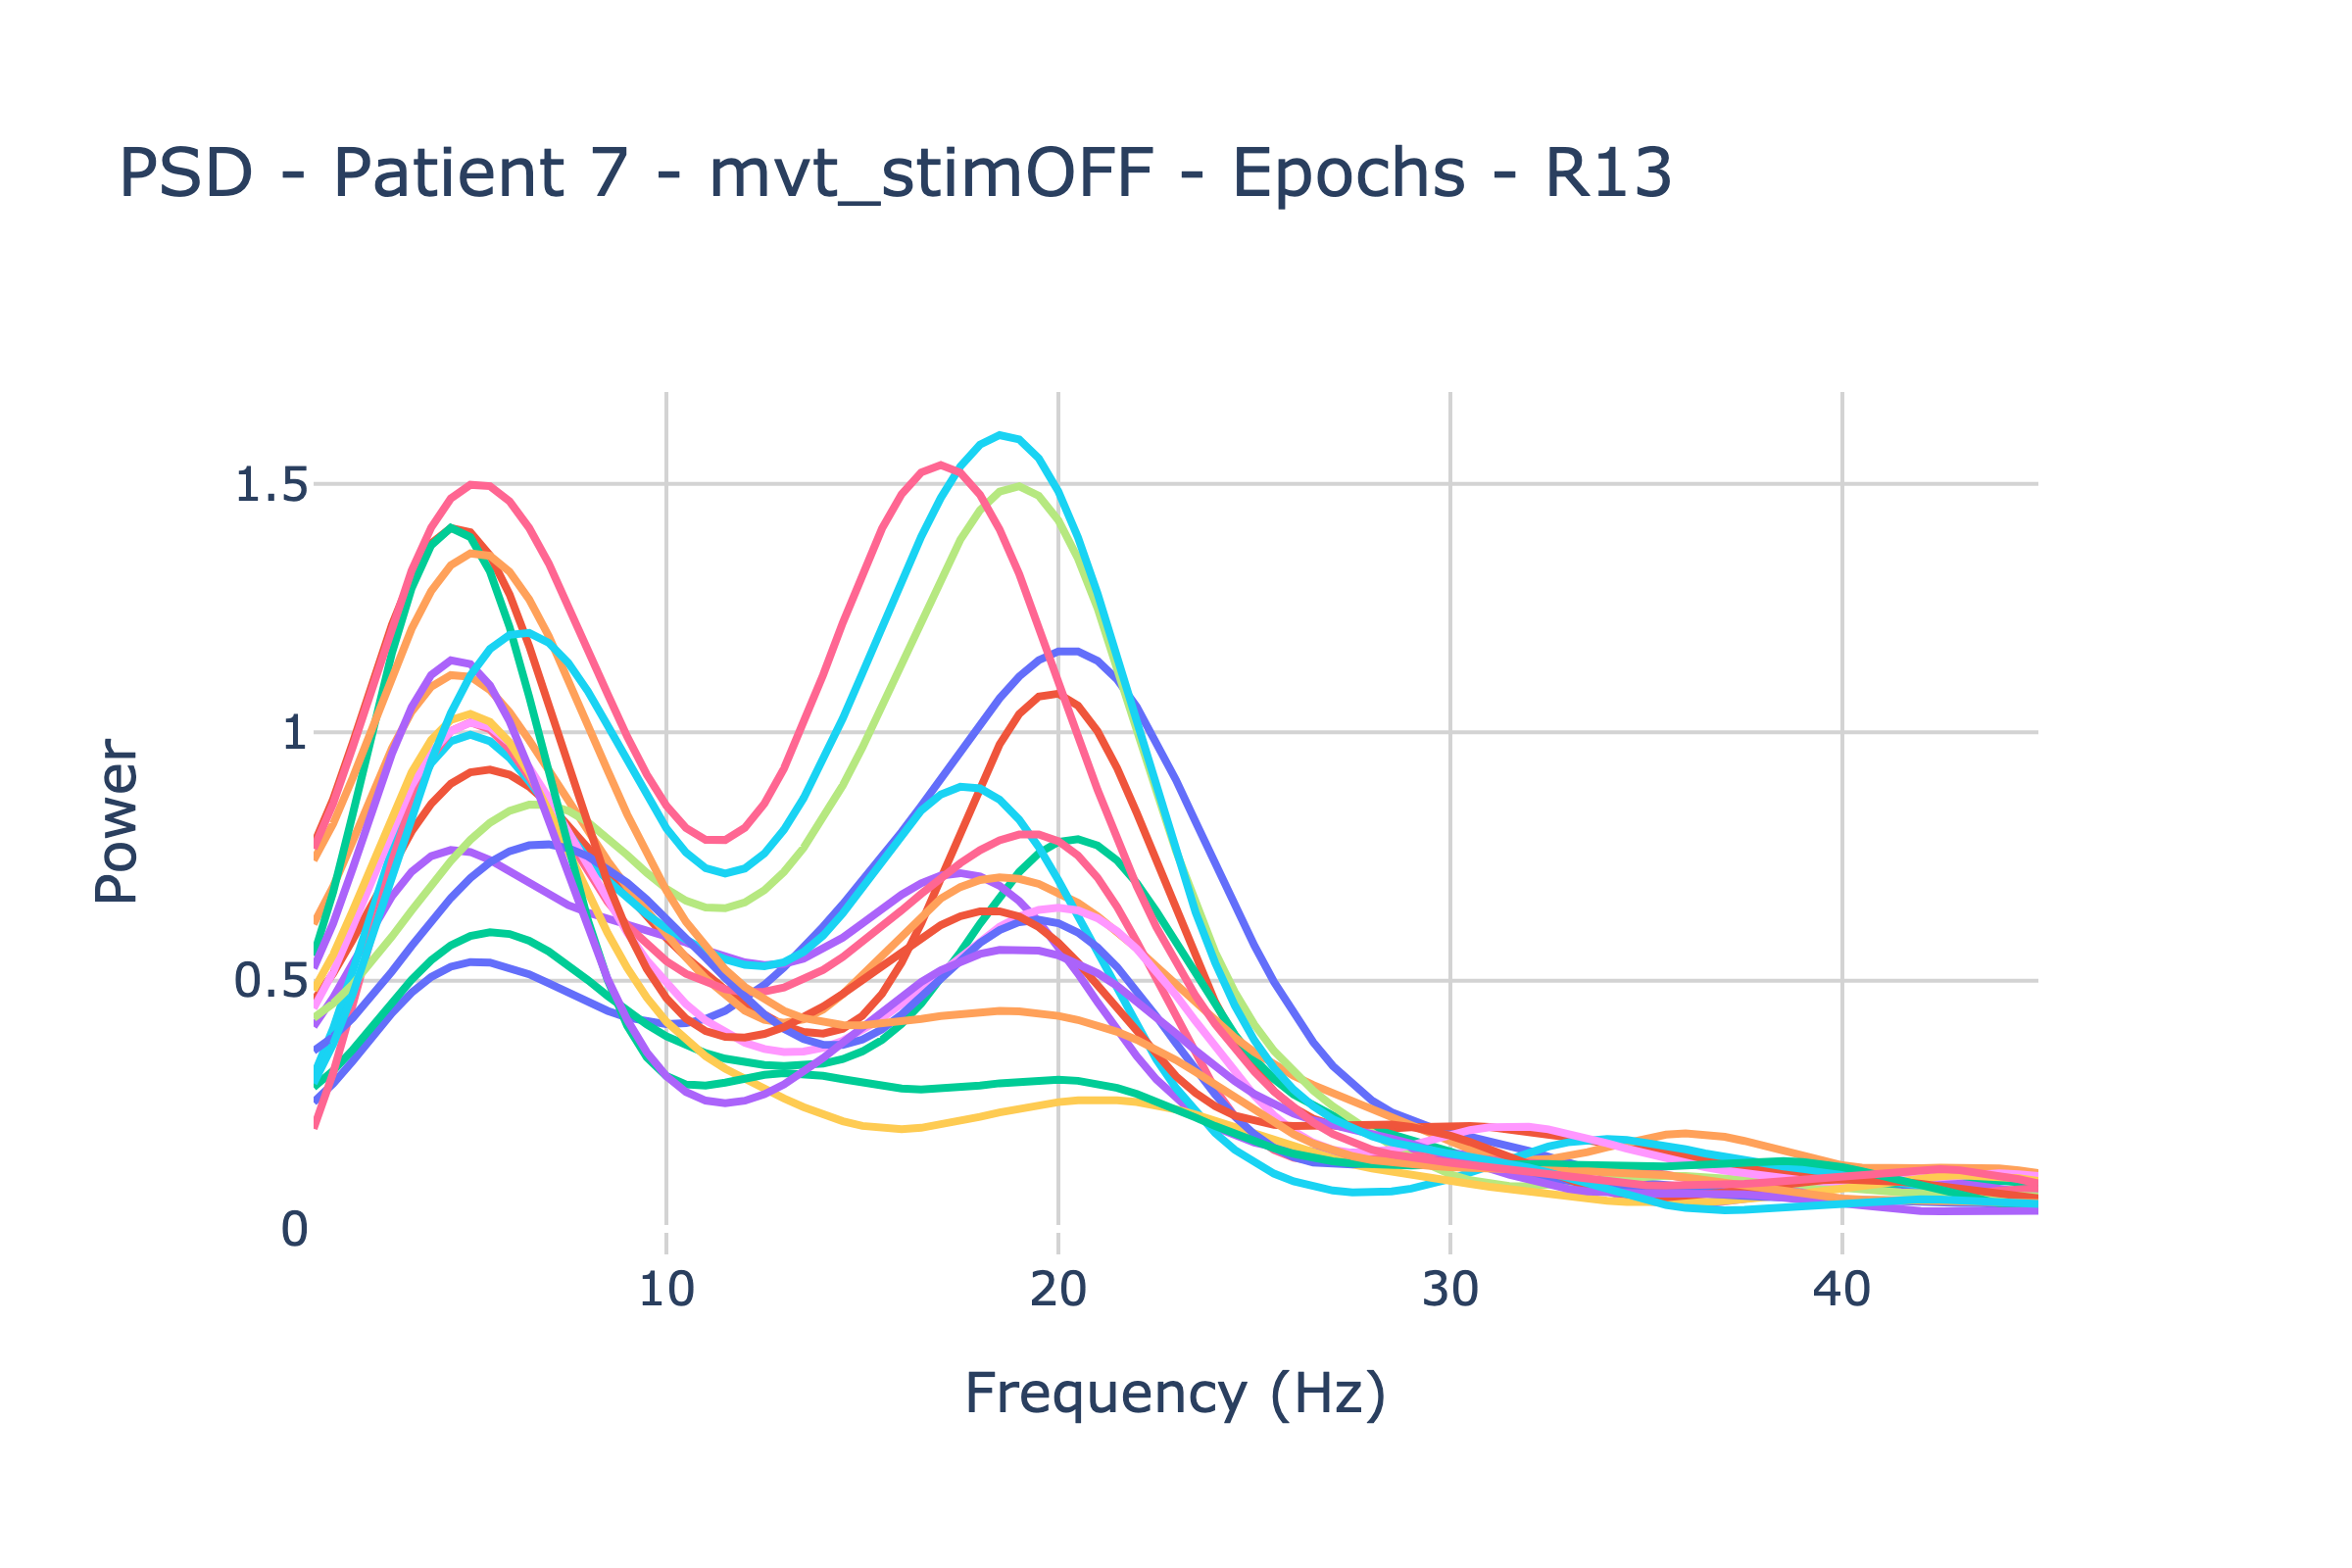 PSD - Patient 7 - mvt_stimOFF - Epochs - R13
1.5
1
0.5
0
Power
10 20 30 40
Frequency (Hz)